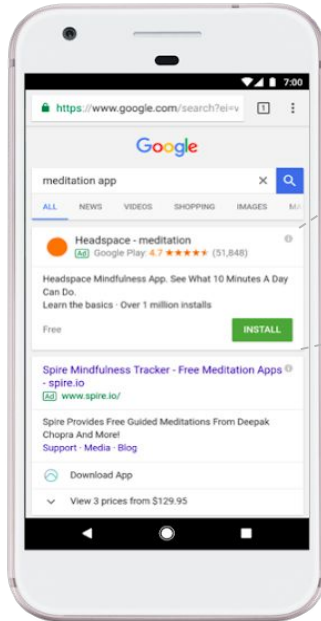 7:00
https://www.google.com/search?ei=v
1
Google
meditation app
ALL NEWS VIDEOS SHOPPING IMAGES
Headspace - meditation
Ad Google Play 4.7 (51,848)
Headspace Mindfulness App. See What 10 Minutes A Day
Can Do.
Learn the basics · Over 1 million installs
Free INSTALL
Spire Mindfulness Tracker - Free Meditation Apps
- spire.io
Ad www.spire.io/
Spire Provides Free Guided Meditations From Deepak
Chopra And More!
Support · Media · Blog
Download App
View 3 prices from $129.95